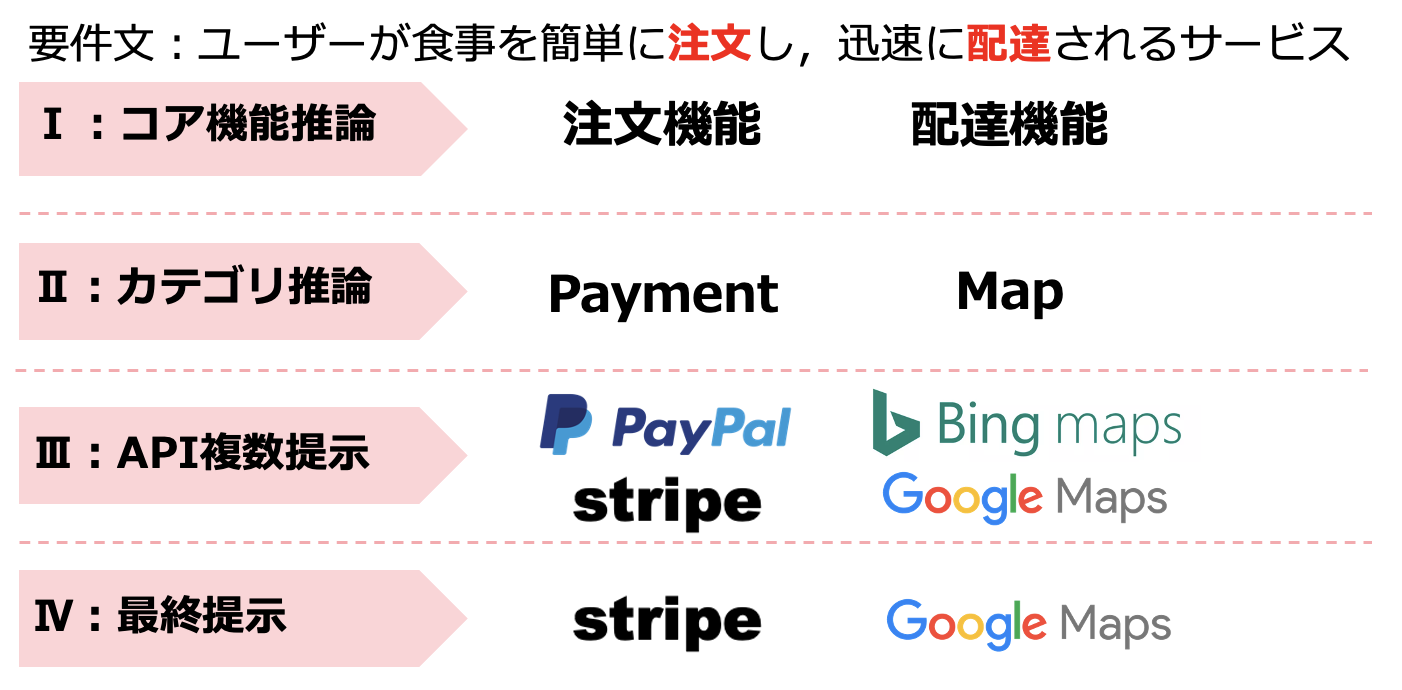 要件文：ユーザーが食事を簡単に注文し，迅速に配達されるサービス
Ⅰ：コア機能推論
注文機能 配達機能
Ⅱ：カテゴリ推論
Payment Map
Ⅲ：API複数提示
PayPal Bing maps
stripe Google Maps
Ⅳ：最終提示
stripe Google Maps